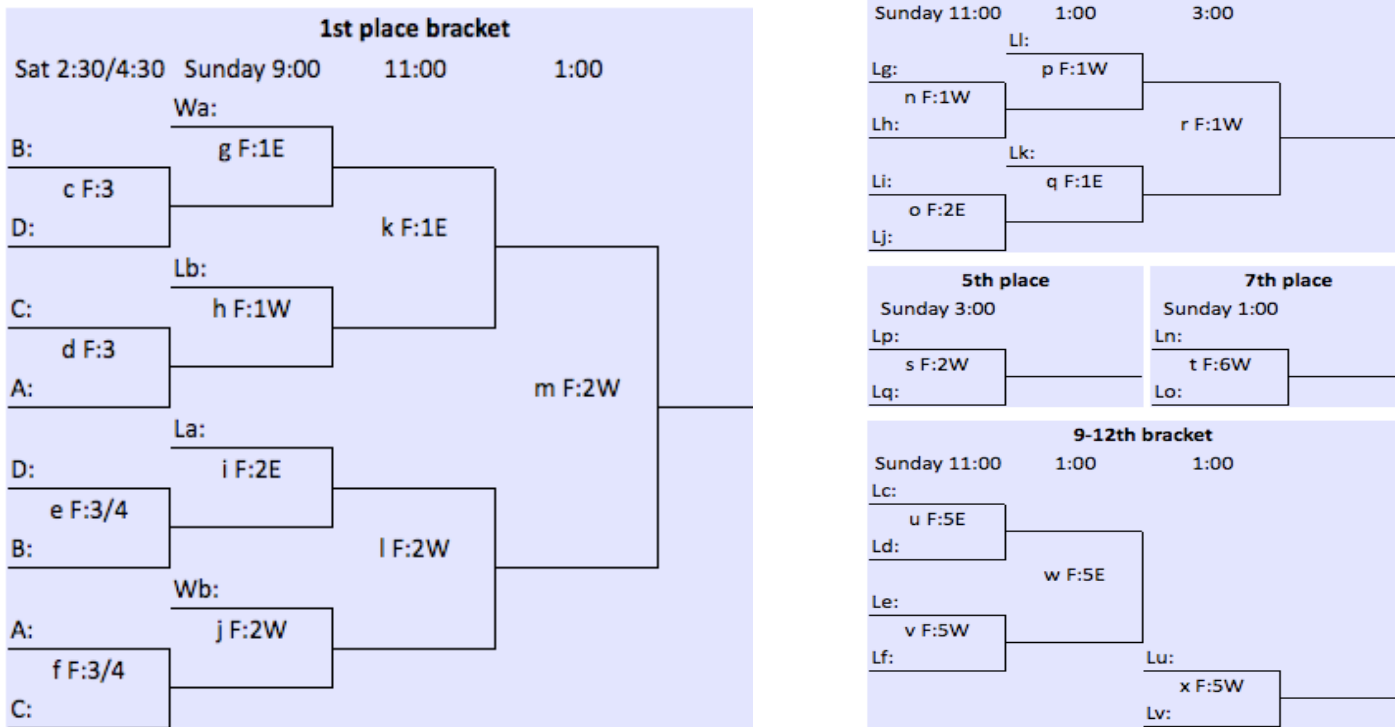 1st place bracket
Sat 2:30/4:30 Sunday 9:00 11:00 1:00
Wa:
B:
g F:1E
c F:3
D:
k F:1E
Lb:
C:
h F:1W
d F:3
A:
m F:2W
La:
D:
i F:2E
e F:3/4
B:
l F:2W
Wb:
A:
j F:2W
f F:3/4
C:
Sunday 11:00 1:00 3:00
Ll:
Lg:
p F:1W
n F:1W
Lh:
r F:1W
Lk:
Li:
q F:1E
o F:2E
Lj:
5th place
Sunday 3:00
Lp:
s F:2W
Lq:
7th place
Sunday 1:00
Ln:
t F:6W
Lo:
9-12th bracket
Sunday 11:00 1:00 1:00
Lc:
u F:5E
Ld:
w F:5E
Le:
v F:5W
Lf:
Lu:
x F:5W
Lv: